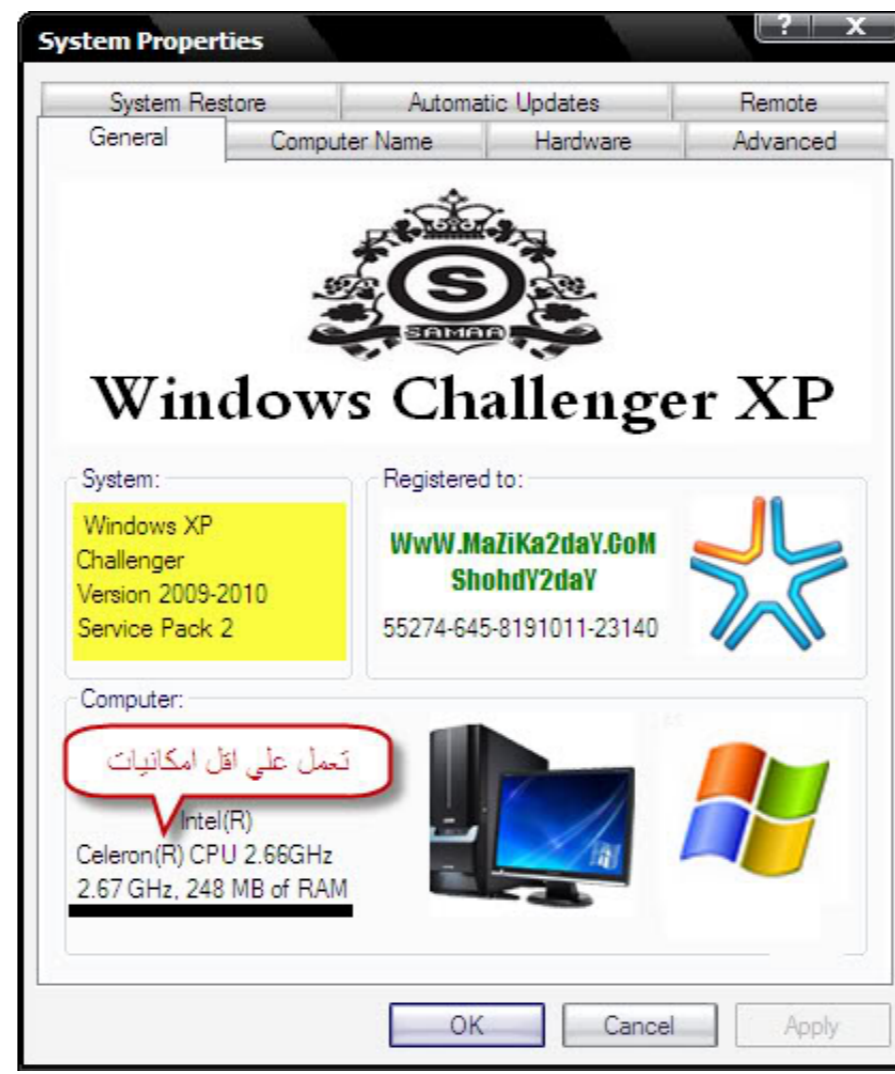 System Properties
? X
System Restore Automatic Updates Remote
General Computer Name Hardware Advanced
S
SAMAA
Windows Challenger XP
System:
Windows XP
Challenger
Version 2009-2010
Service Pack 2
Registered to:
WwW.MaZiKa2daY.CoM
ShohdY2daY
55274-645-8191011-23140
Computer:
تعمل علي اقل امكانيات
Intel(R)
Celeron(R) CPU 2.66GHz
2.67 GHz, 248 MB of RAM
OK Cancel Apply